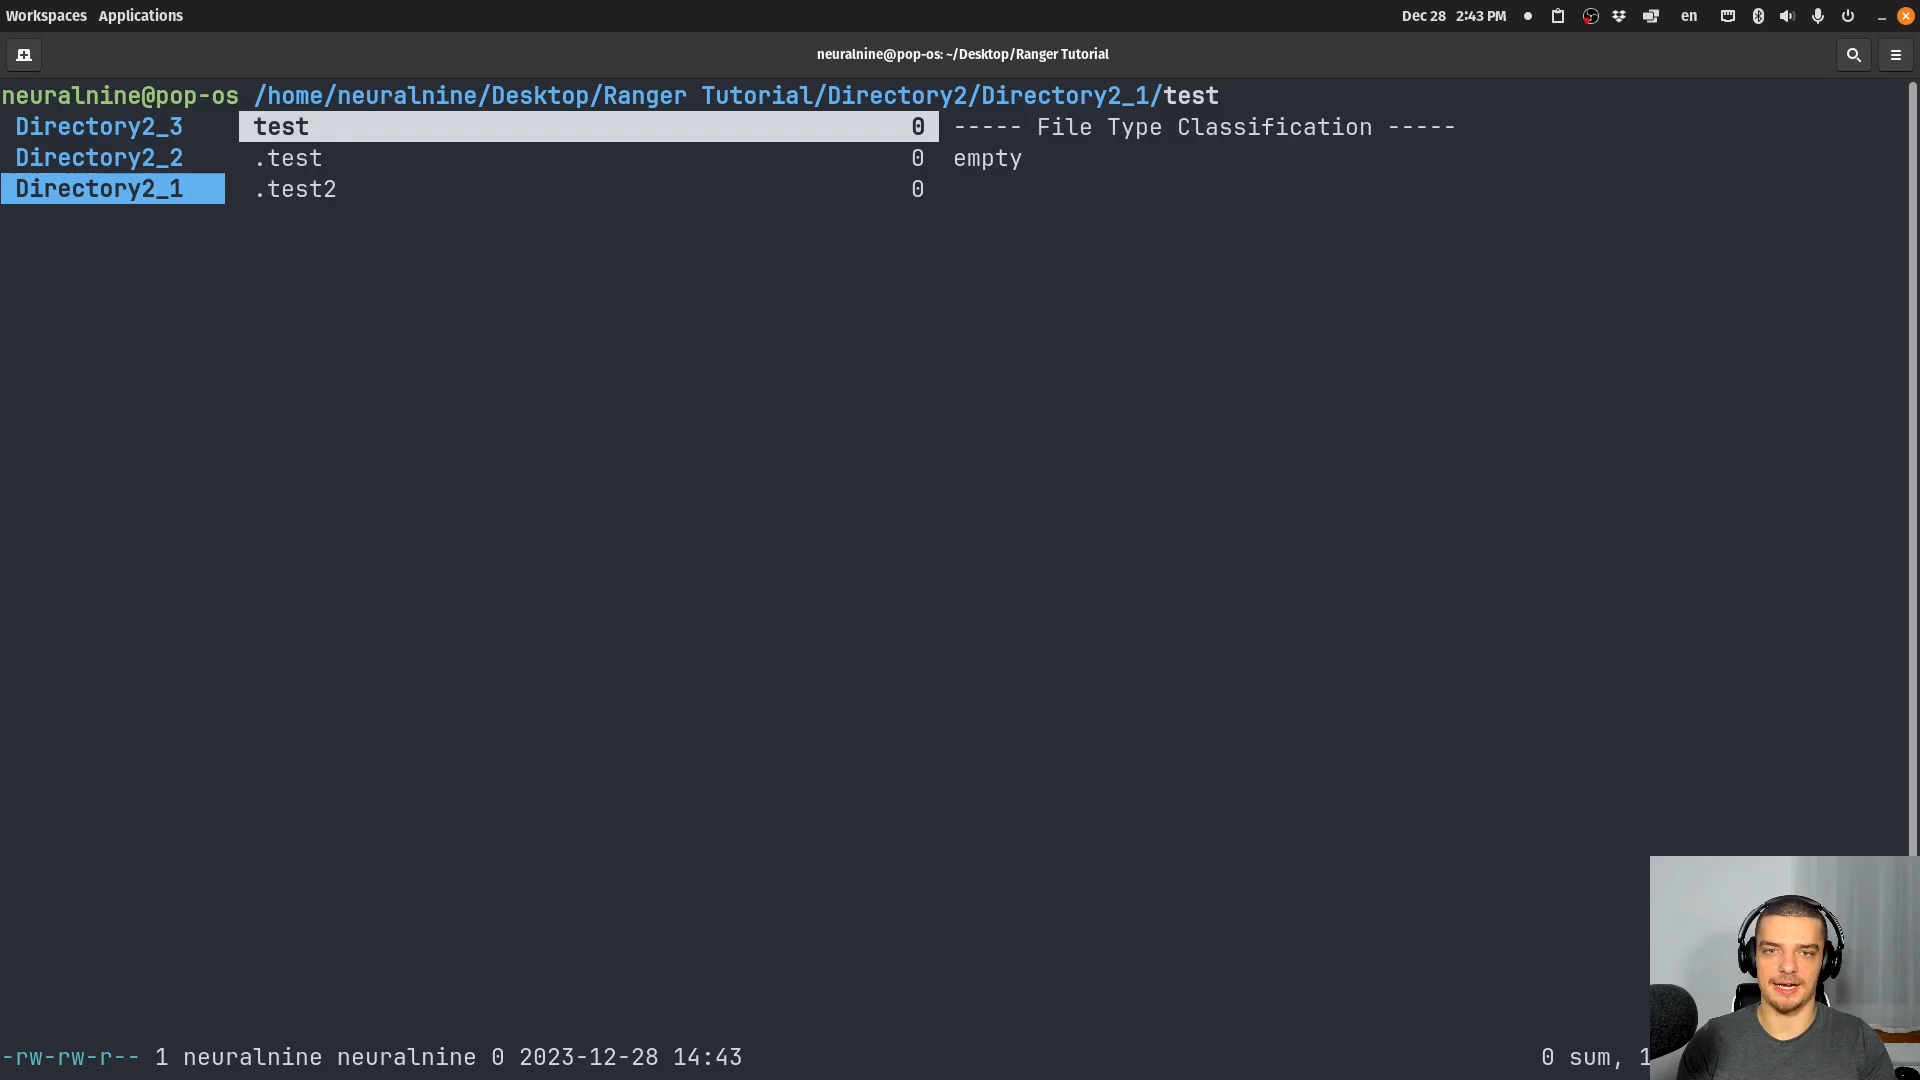 Workspaces Applications Dec 28 2:43 PM en
neuralnine@pop-os: ~/Desktop/Ranger Tutorial
neuralnine@pop-os /home/neuralnine/Desktop/Ranger Tutorial/Directory2/Directory2_1/test
Directory2_3 test 0 ----- File Type Classification -----
Directory2_2 .test 0 empty
Directory2_1 .test2 0
-rw-rw-r-- 1 neuralnine neuralnine 0 2023-12-28 14:43 0 sum, 1